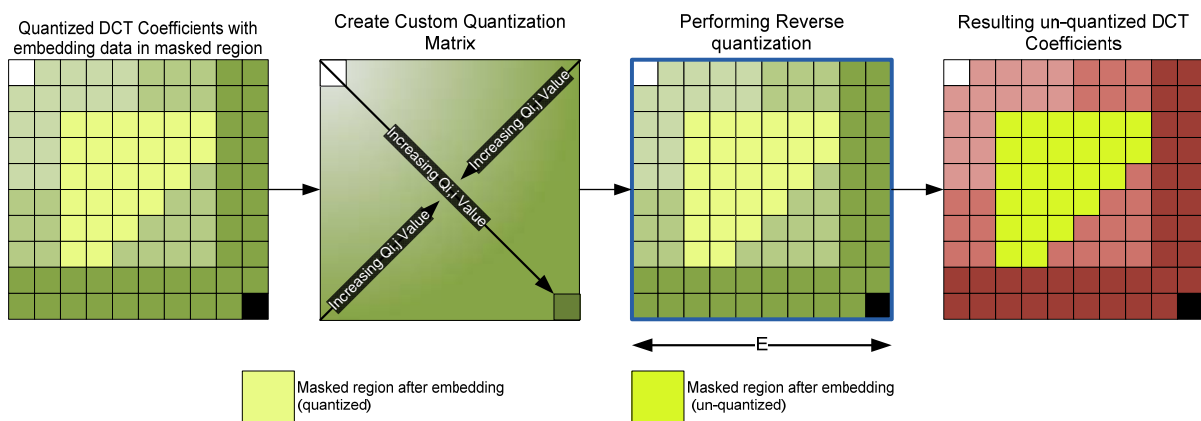 Quantized DCT Coefficients with
embedding data in masked region
Create Custom Quantization
Matrix
Performing Reverse
quantization
Resulting un-quantized DCT
Coefficients
Increasing Qi,j Value
Increasing Qi,i Value
Increasing Qi,j Value
E
Masked region after embedding
(quantized)
Masked region after embedding
(un-quantized)